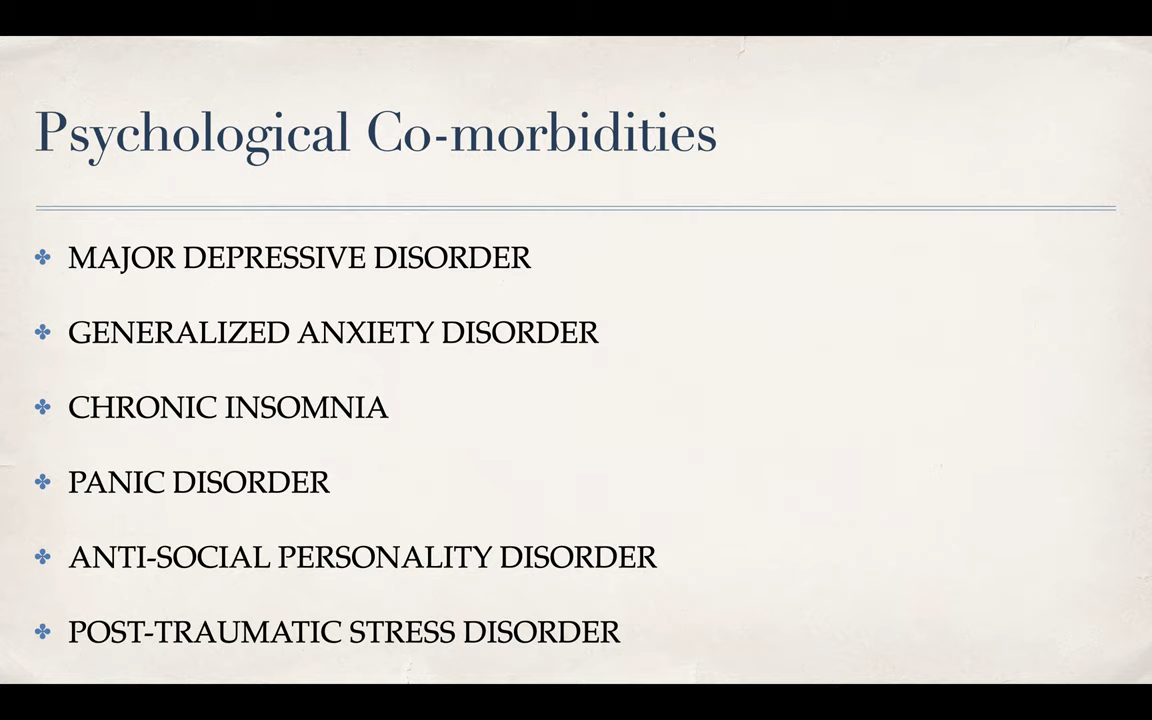 Psychological Co-morbidities
MAJOR DEPRESSIVE DISORDER
GENERALIZED ANXIETY DISORDER
CHRONIC INSOMNIA
PANIC DISORDER
ANTI-SOCIAL PERSONALITY DISORDER
POST-TRAUMATIC STRESS DISORDER